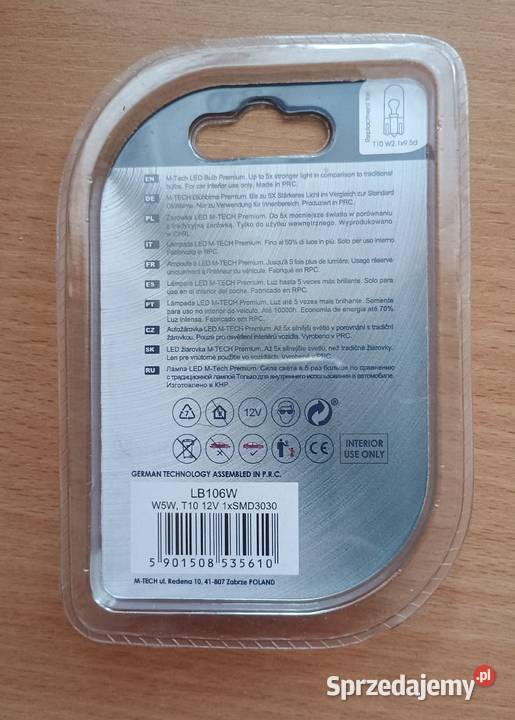 Replacement for:
T10 W2.1x9.5d
EN M-Tech LED Bulb Premium. Up to 5x stronger light in comparison to traditional
bulbs. For car interior use only. Made in PRC.
DE M-TECH Glühbirne Premium. Bis zu 5X Stärkeres Licht im Vergleich zur Standard
Glühbirne. Nur zu Verwendung für Innenbereich. Produziert in PRC.
PL Żarówka LED M-TECH Premium. Do 5x mocniejsze światło w porównaniu
z tradycyjną żarówką. Tylko do użytku wewnętrznego. Wyprodukowano
w CHRL.
IT Lampada LED M-TECH Premium. Fino al 50% di luce in più. Solo per uso interno.
Fabbricato in RPC.
FR Ampoule à LED M-TECH Premium. Jusqu'à 5 fois plus de lumière. Usage réservé
uniquement à l'intérieur du véhicule. Fabriqué en RPC.
ES Lámpada LED M-TECH Premium. Luz hasta 5 veces más brillante. Solo para
uso en el interior del coche. Fabricado en RPC.
PT Lâmpada LED M-TECH Premium. Luz até 5 vezes mais brilhante. Somente
para uso no interior do veículo. Até 10000h. Economia de energia até 70%.
Luz intensa. Fabricado em RPC.
CZ Autožárovka LED M-TECH Premium. Až 5x silnější světlo v porovnání s tradiční
žárovkou. Pouze pro osvětlení interiérů vozidla. Vyrobeno v PRC.
SK LED žiarovka M-TECH Premium. Až 5x silnejšie svetlo, než tradičné žiarovky.
Len pre vnútorné použitie vo vozidlách. Vyrobené v PRC.
RU Лампа LED M-Tech Premium. Сила света в 5 раз больше по сравнению
с традиционной лампой Только для внутреннего использования в автомобиле.
Изготовлено в КНР.
12V
®
CE
INTERIOR
USE ONLY
GERMAN TECHNOLOGY ASSEMBLED IN P.R.C.
LB106W
W5W, T10 12V 1xSMD3030
5 901508 535610
M-TECH ul. Redena 10, 41-807 Zabrze POLAND
Sprzedajemy.pl